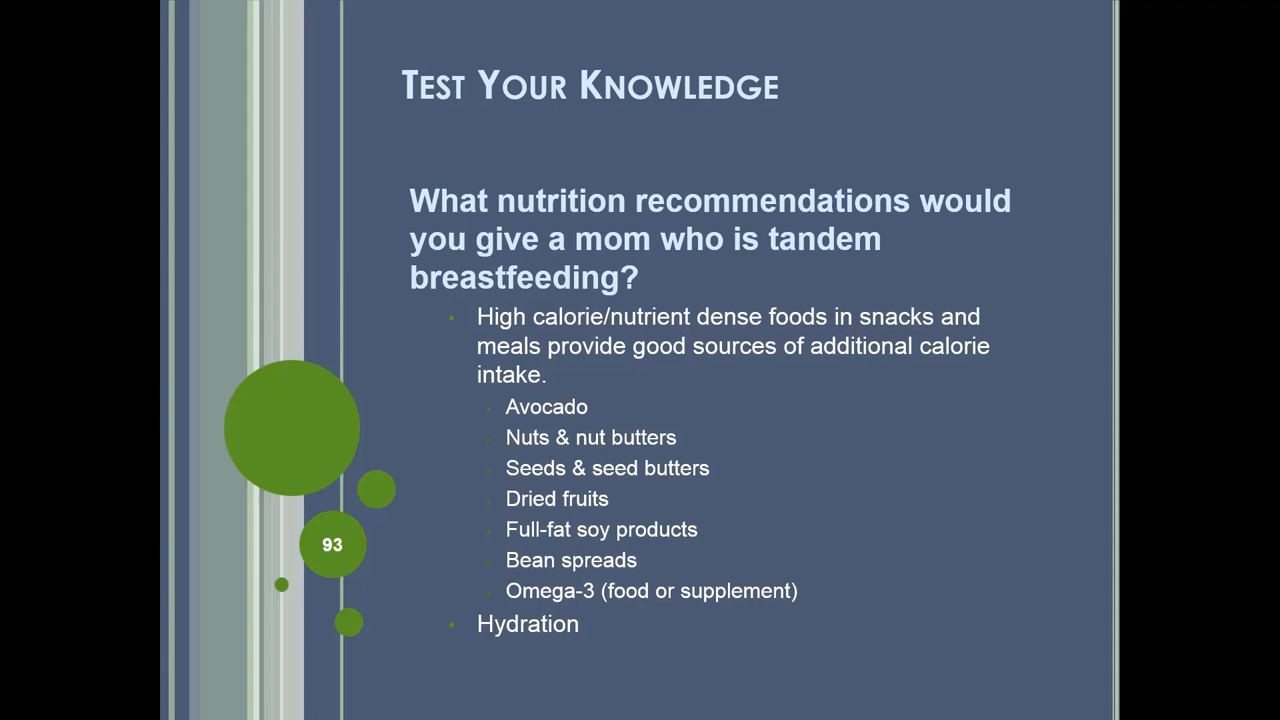 Test Your Knowledge
What nutrition recommendations would
you give a mom who is tandem
breastfeeding?
High calorie/nutrient dense foods in snacks and
meals provide good sources of additional calorie
intake.
Avocado
Nuts & nut butters
Seeds & seed butters
Dried fruits
Full-fat soy products
Bean spreads
Omega-3 (food or supplement)
Hydration
93